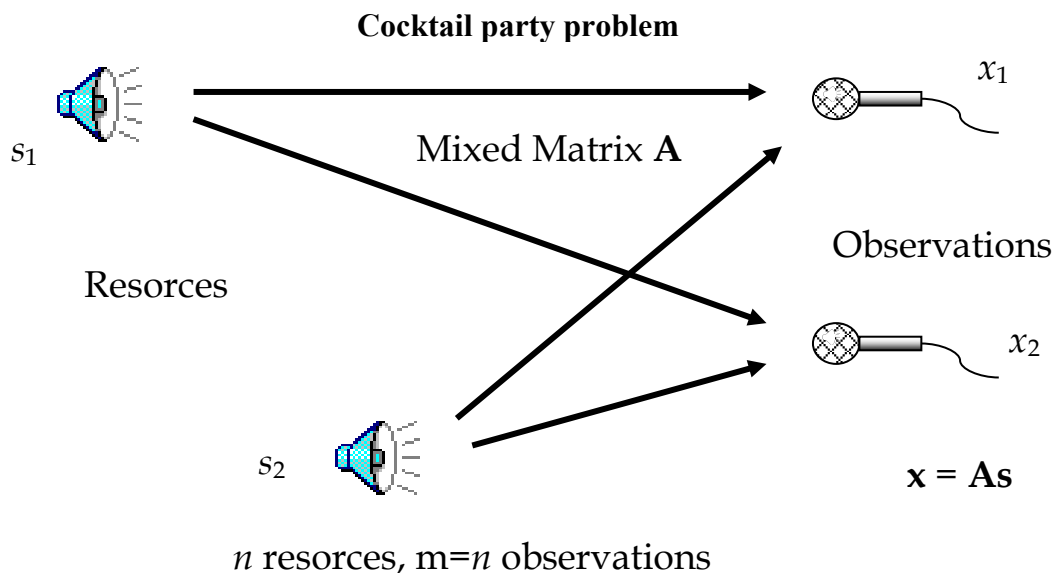 Cocktail party problem
x₁
s₁
Mixed Matrix A
Observations
Resorces
x₂
s₂
x = As
n resorces, m=n observations